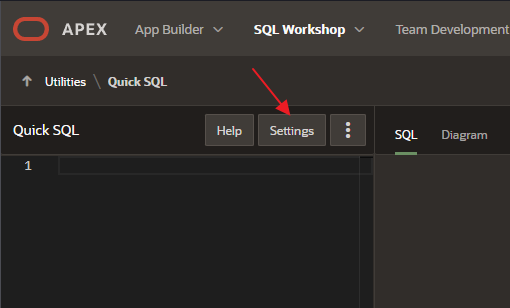 APEX App Builder SQL Workshop Team Development
Utilities \ Quick SQL
Quick SQL Help Settings SQL Diagram
1